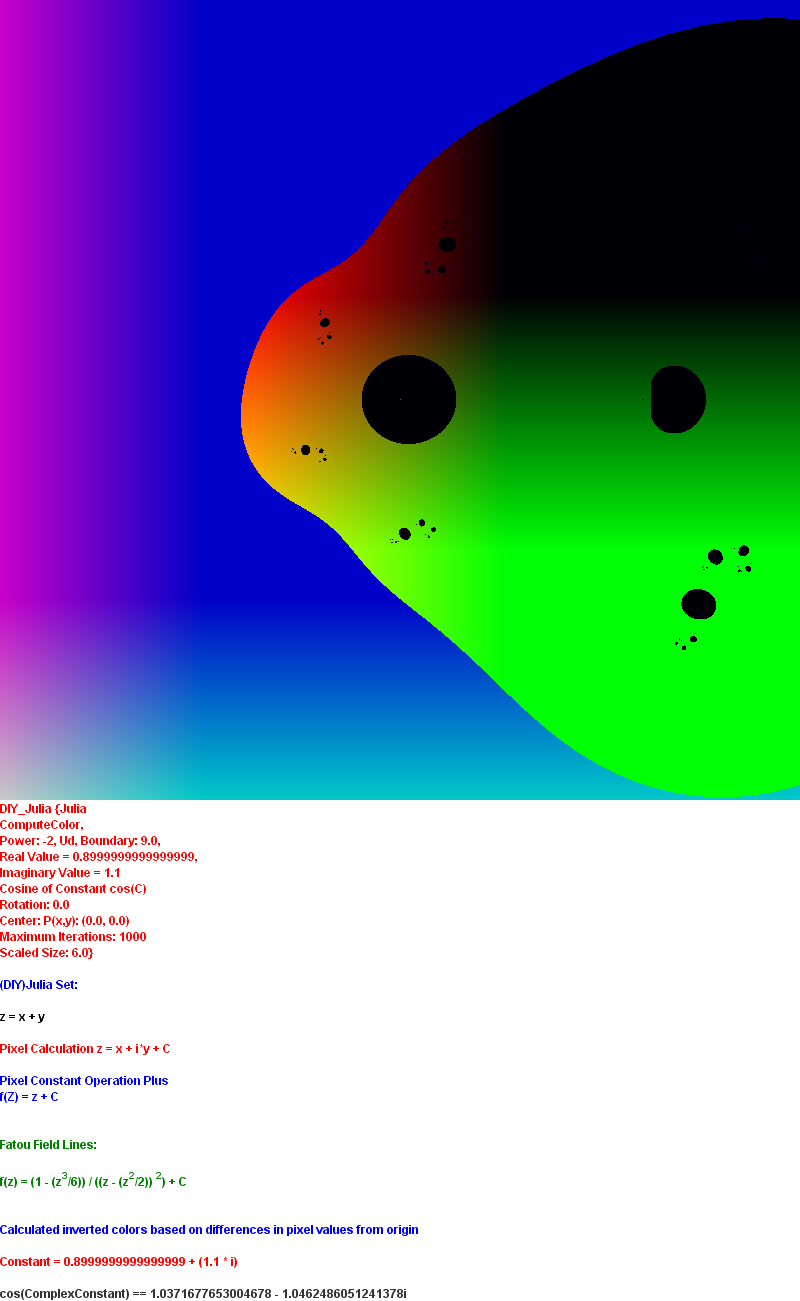 DIY_Julia {Julia
ComputeColor,
Power: -2, Ud, Boundary: 9.0,
Real Value = 0.8999999999999999,
Imaginary Value = 1.1
Cosine of Constant cos(C)
Rotation: 0.0
Center: P(x,y): (0.0, 0.0)
Maximum Iterations: 1000
Scaled Size: 6.0}
(DIY)Julia Set:
z = x + y
Pixel Calculation z = x + i*y + C
Pixel Constant Operation Plus
f(Z) = z + C
Fatou Field Lines:
f(z) = (1 - (z³/6)) / ((z - (z²/2)) ²) + C
Calculated inverted colors based on differences in pixel values from origin
Constant = 0.8999999999999999 + (1.1 * i)
cos(ComplexConstant) == 1.0371677653004678 - 1.0462486051241378i